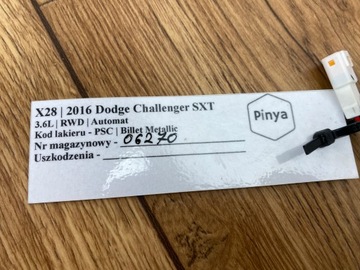 X28 | 2016 Dodge Challenger SXT
3.6L | RWD | Automat
Kod lakieru - PSC | Billet Metallic
Nr magazynowy - 06270
Uszkodzenia -
Pinya